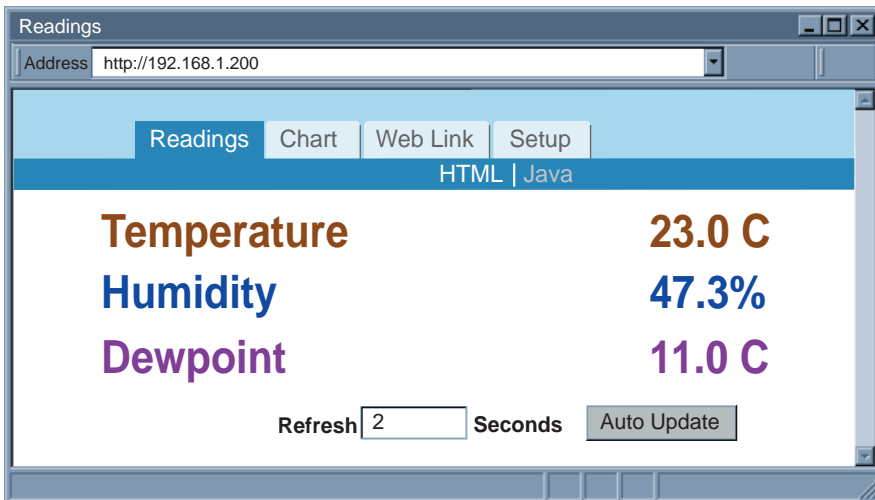 Readings
Address http://192.168.1.200
Readings Chart Web Link Setup
HTML | Java
Temperature 23.0 C
Humidity 47.3%
Dewpoint 11.0 C
Refresh 2 Seconds Auto Update